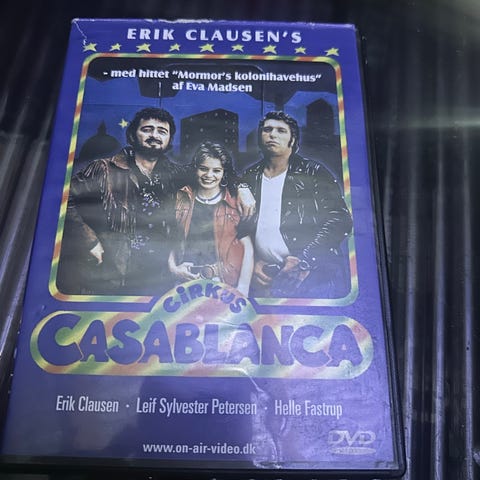 ERIK CLAUSEN'S
- med hittet "Mormor's kolonihavehus"
af Eva Madsen
CIRKUS
CASABLANCA
Erik Clausen · Leif Sylvester Petersen · Helle Fastrup
www.on-air-video.dk
DVD